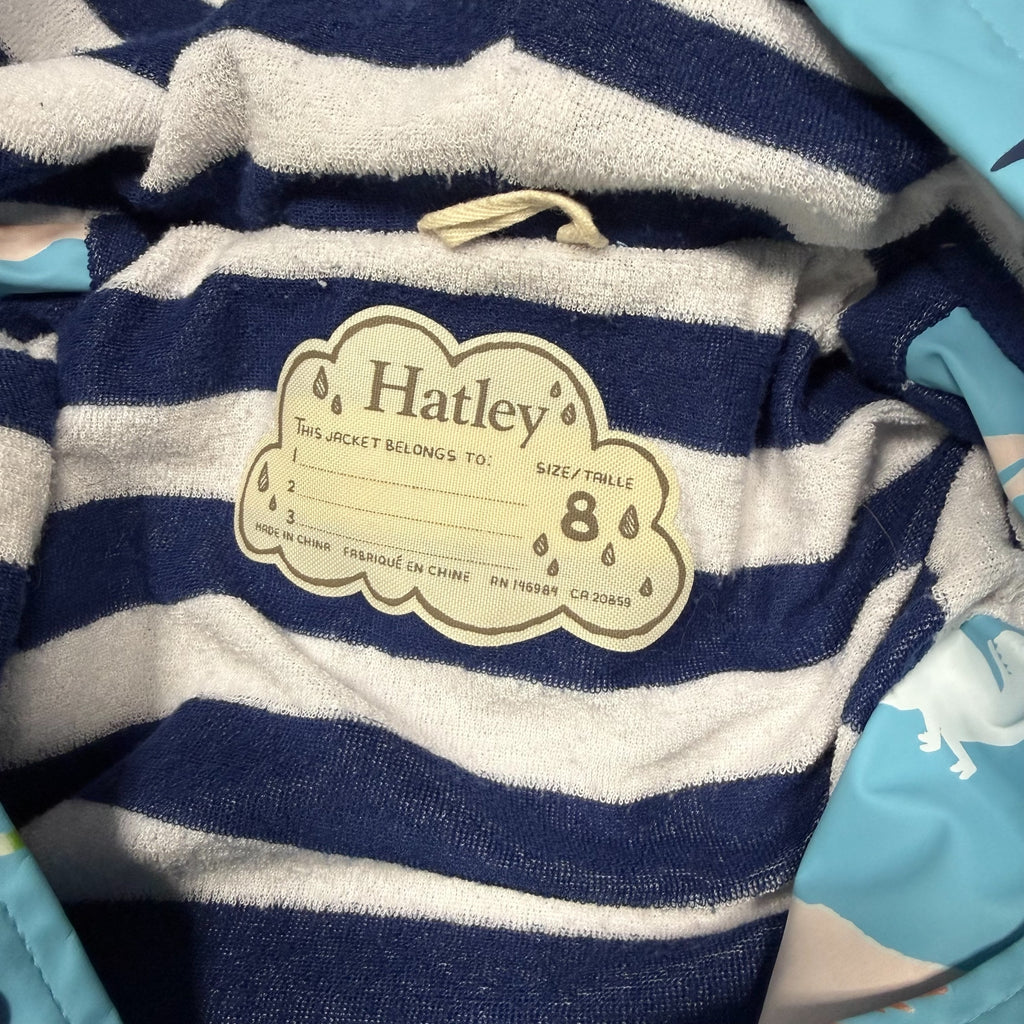 Hatley
THIS JACKET BELONGS TO:
SIZE/TAILLE
1
2
3
8
MADE IN CHINA FABRIQUÉ EN CHINE RN 146984 CA 20859